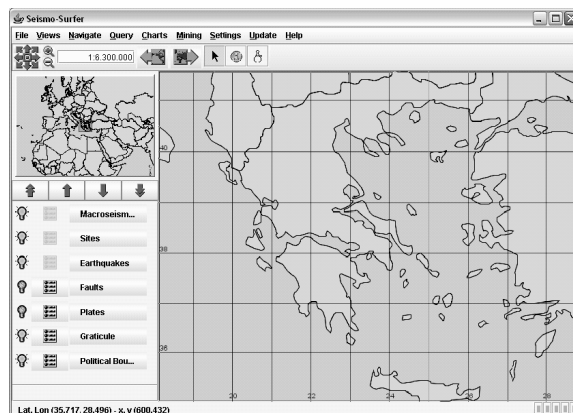 Seismo-Surfer
File Views Navigate Query Charts Mining Settings Update Help
1:6.300.000
Macroseism...
Sites
Earthquakes
Faults
Plates
Graticule
Political Bou...
40
38
36
20 22 24 26 28
Lat, Lon (35.717, 28.496) - x, y (600,432)